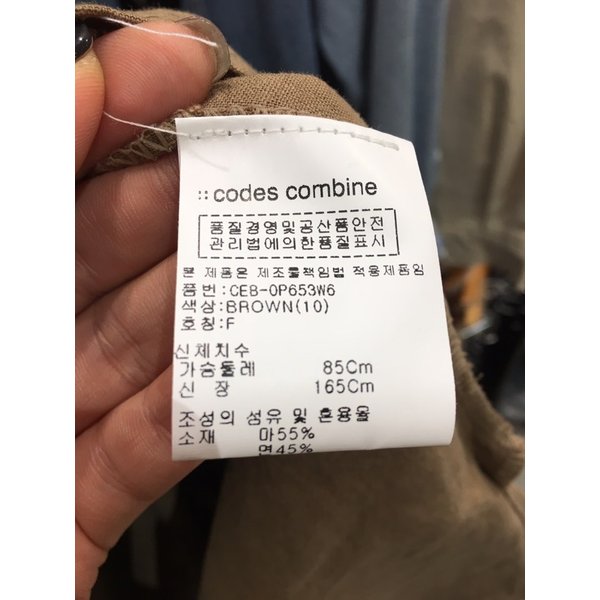 :: codes combine
품질경영및공산품안전
관리법에의한품질표시
본 제품은 제조물책임법 적용제품임
품번:CEB-OP653W6
색상:BROWN(10)
호칭:F
신체치수
가슴둘레 85Cm
신 장 165Cm
조성의 섬유 및 혼용율
소재 마55%
면45%